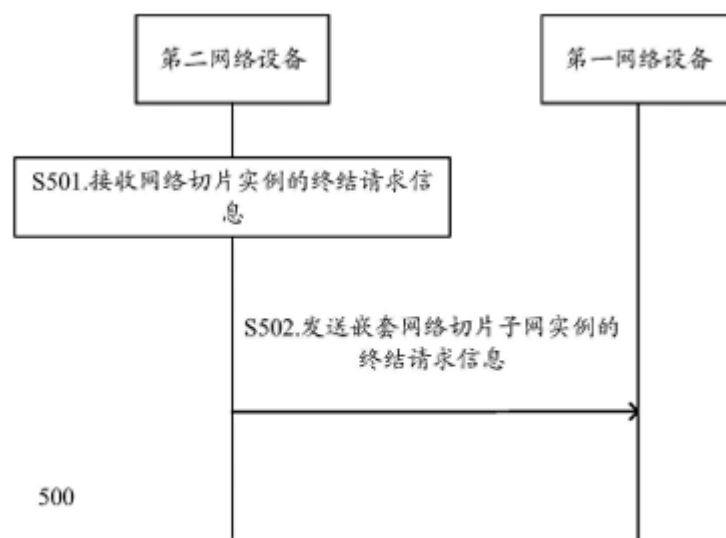 第二网络设备
第一网络设备
S501.接收网络切片实例的终结请求信
息
S502.发送嵌套网络切片子网实例的
终结请求信息
500